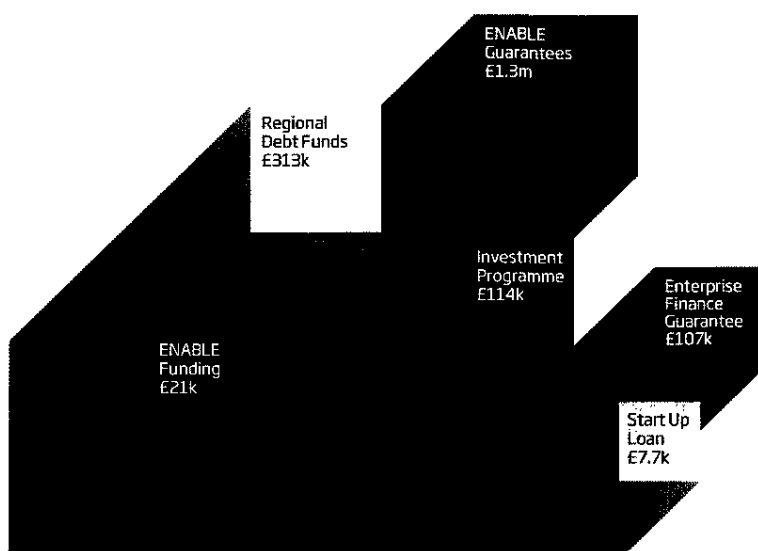 ENABLE
Guarantees
£1.3m
Regional
Debt Funds
£313k
Investment
Programme
£114k
Enterprise
Finance
Guarantee
£107k
ENABLE
Funding
£21k
Start Up
Loan
£7.7k